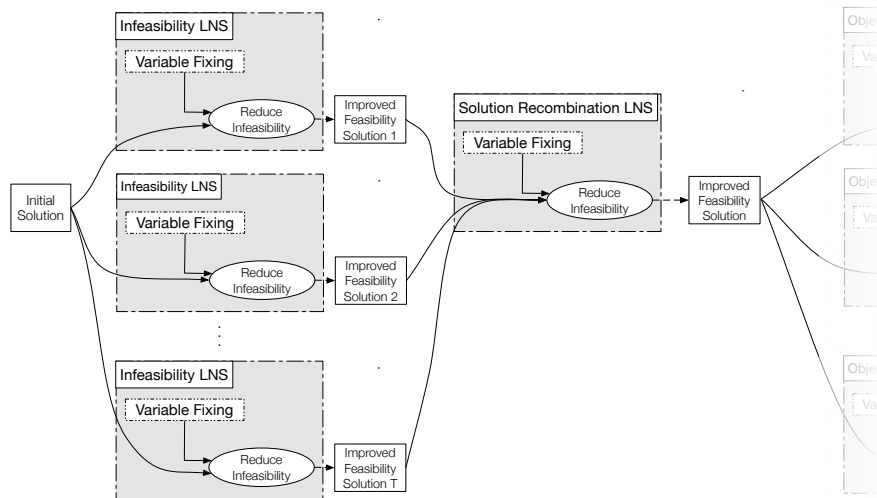 Infeasibility LNS
Variable Fixing
Reduce
Infeasibility
Improved
Feasibility
Solution 1
Initial
Solution
Infeasibility LNS
Variable Fixing
Reduce
Infeasibility
Improved
Feasibility
Solution 2
Infeasibility LNS
Variable Fixing
Reduce
Infeasibility
Improved
Feasibility
Solution T
Solution Recombination LNS
Variable Fixing
Reduce
Infeasibility
Improved
Feasibility
Solution